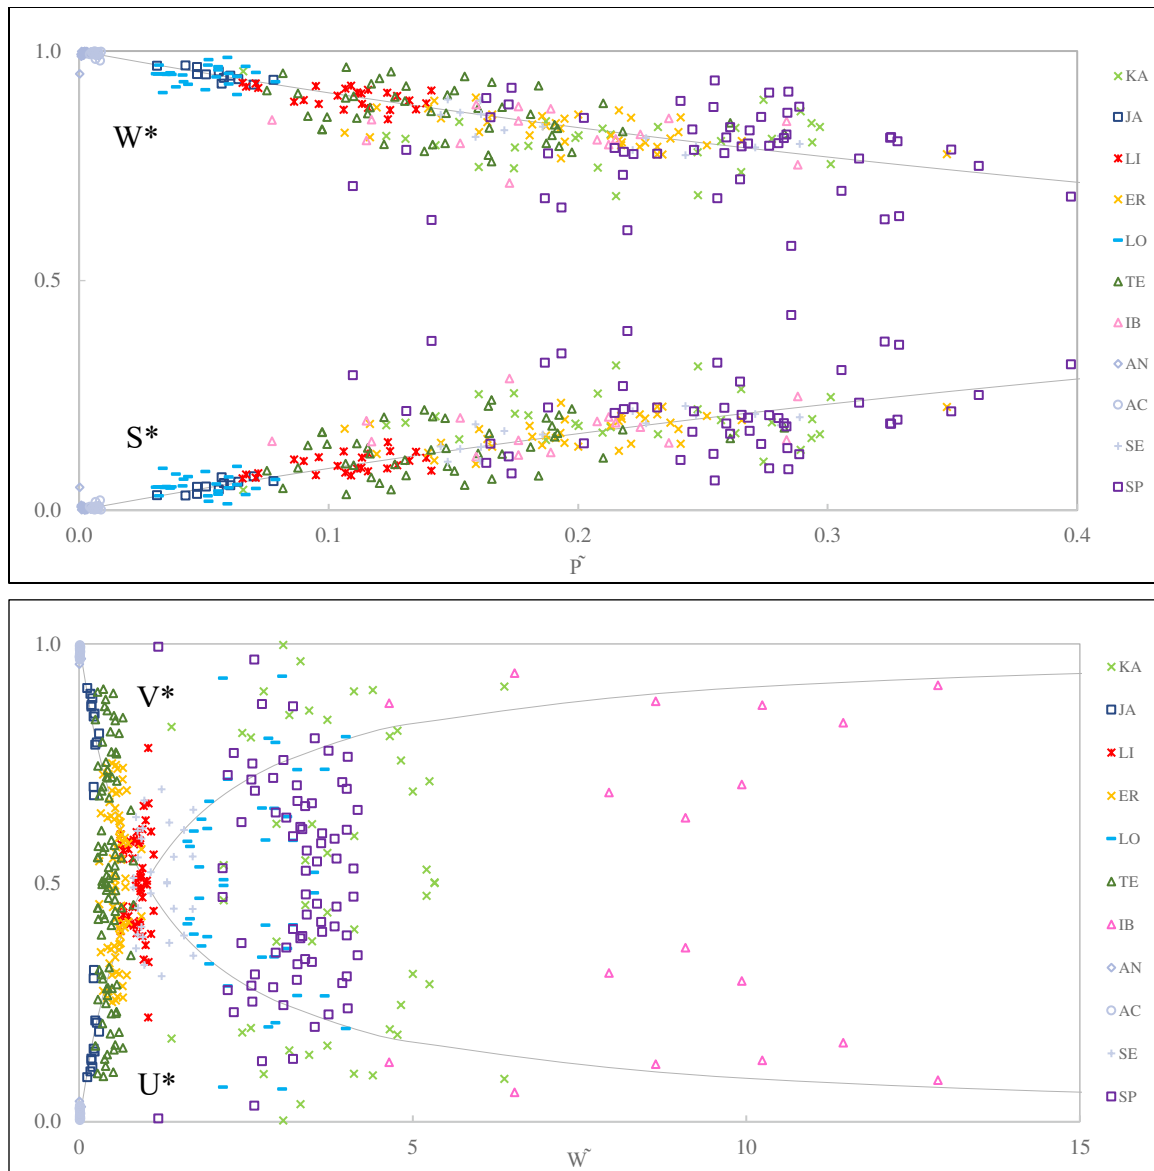 1.0
W*
0.5
S*
0.0
0.0 0.1 0.2 0.3 0.4
P̃
KA
JA
LI
ER
LO
TE
IB
AN
AC
SE
SP
1.0
V*
0.5
U*
0.0
0 5 10 15
W̃
KA
JA
LI
ER
LO
TE
IB
AN
AC
SE
SP